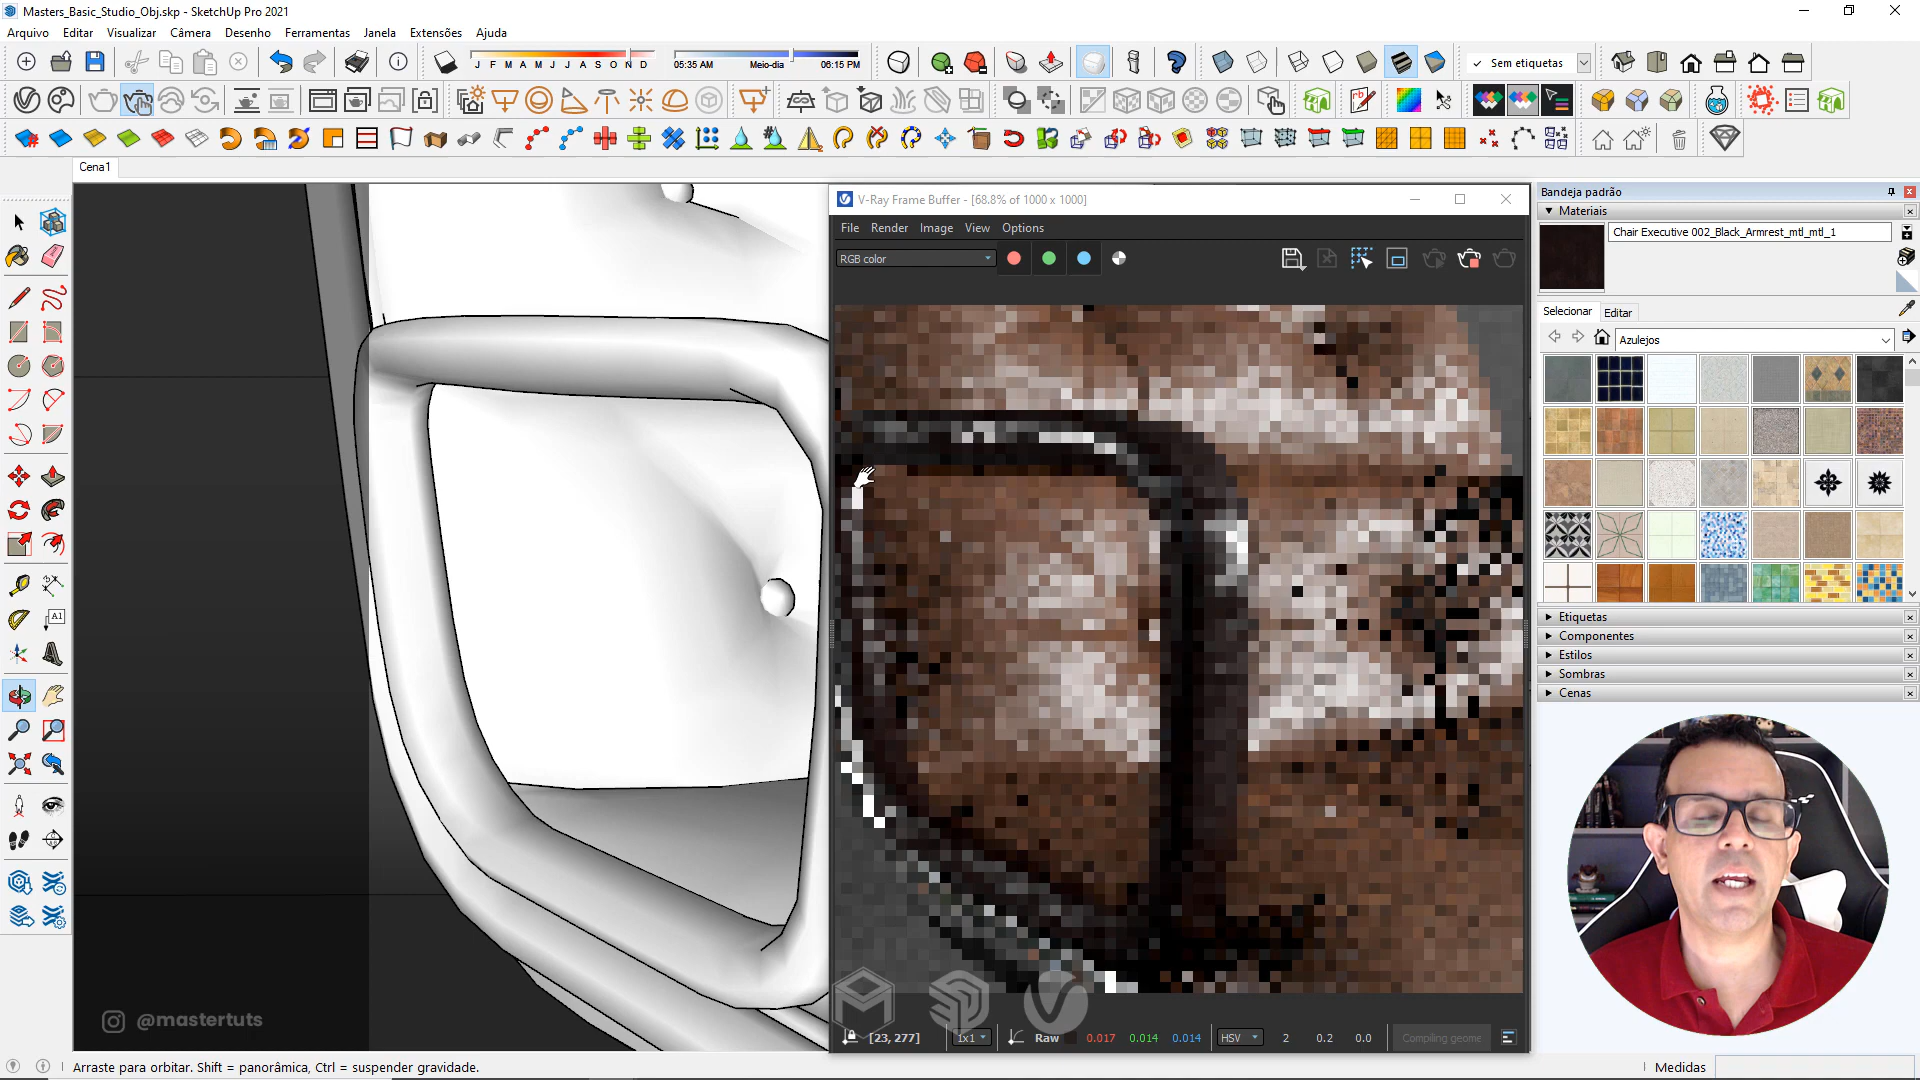 Masters_Basic_Studio_Obj.skp - SketchUp Pro 2021
Arquivo Editar Visualizar Câmera Desenho Ferramentas Janela Extensões Ajuda
J F M A M J J A S O N D
05:35 AM Meio-dia 06:15 PM
Sem etiquetas
Cena1
V-Ray Frame Buffer - [68.8% of 1000 x 1000]
File Render Image View Options
RGB color
Bandeja padrão
Materiais
Chair Executive 002_Black_Armrest_mtl_mtl_1
Selecionar Editar
Azulejos
Etiquetas
Componentes
Estilos
Sombras
Cenas
A1
@mastertuts
[23, 277] 1x1 Raw 0.017 0.014 0.014 HSV 2 0.2 0.0 Compiling geome
Arraste para orbitar. Shift = panorâmica, Ctrl = suspender gravidade.
Medidas